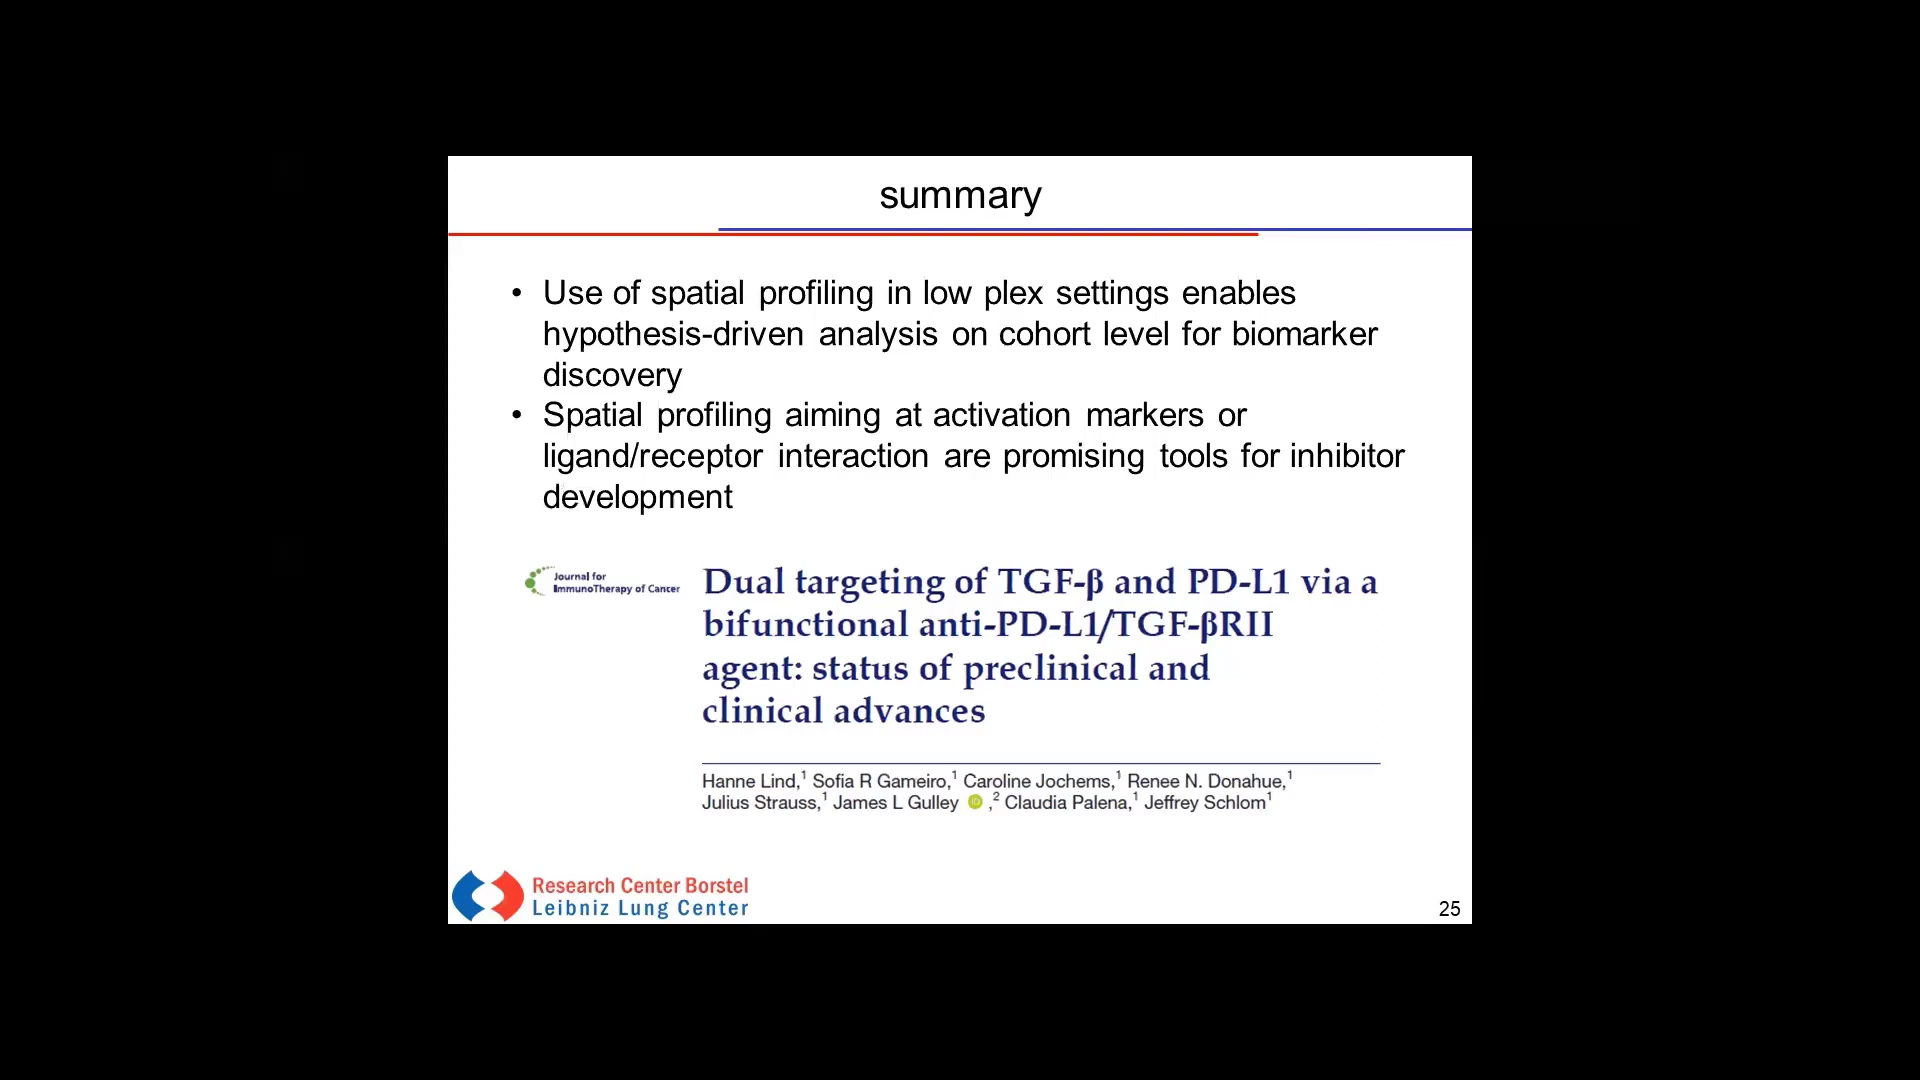 summary
• Use of spatial profiling in low plex settings enables
hypothesis-driven analysis on cohort level for biomarker
discovery
• Spatial profiling aiming at activation markers or
ligand/receptor interaction are promising tools for inhibitor
development
Journal for
ImmunoTherapy of Cancer
Dual targeting of TGF-β and PD-L1 via a
bifunctional anti-PD-L1/TGF-βRII
agent: status of preclinical and
clinical advances
Hanne Lind,¹ Sofia R Gameiro,¹ Caroline Jochems,¹ Renee N. Donahue,¹
Julius Strauss,¹ James L Gulley iD ,² Claudia Palena,¹ Jeffrey Schlom¹
Research Center Borstel
Leibniz Lung Center
25